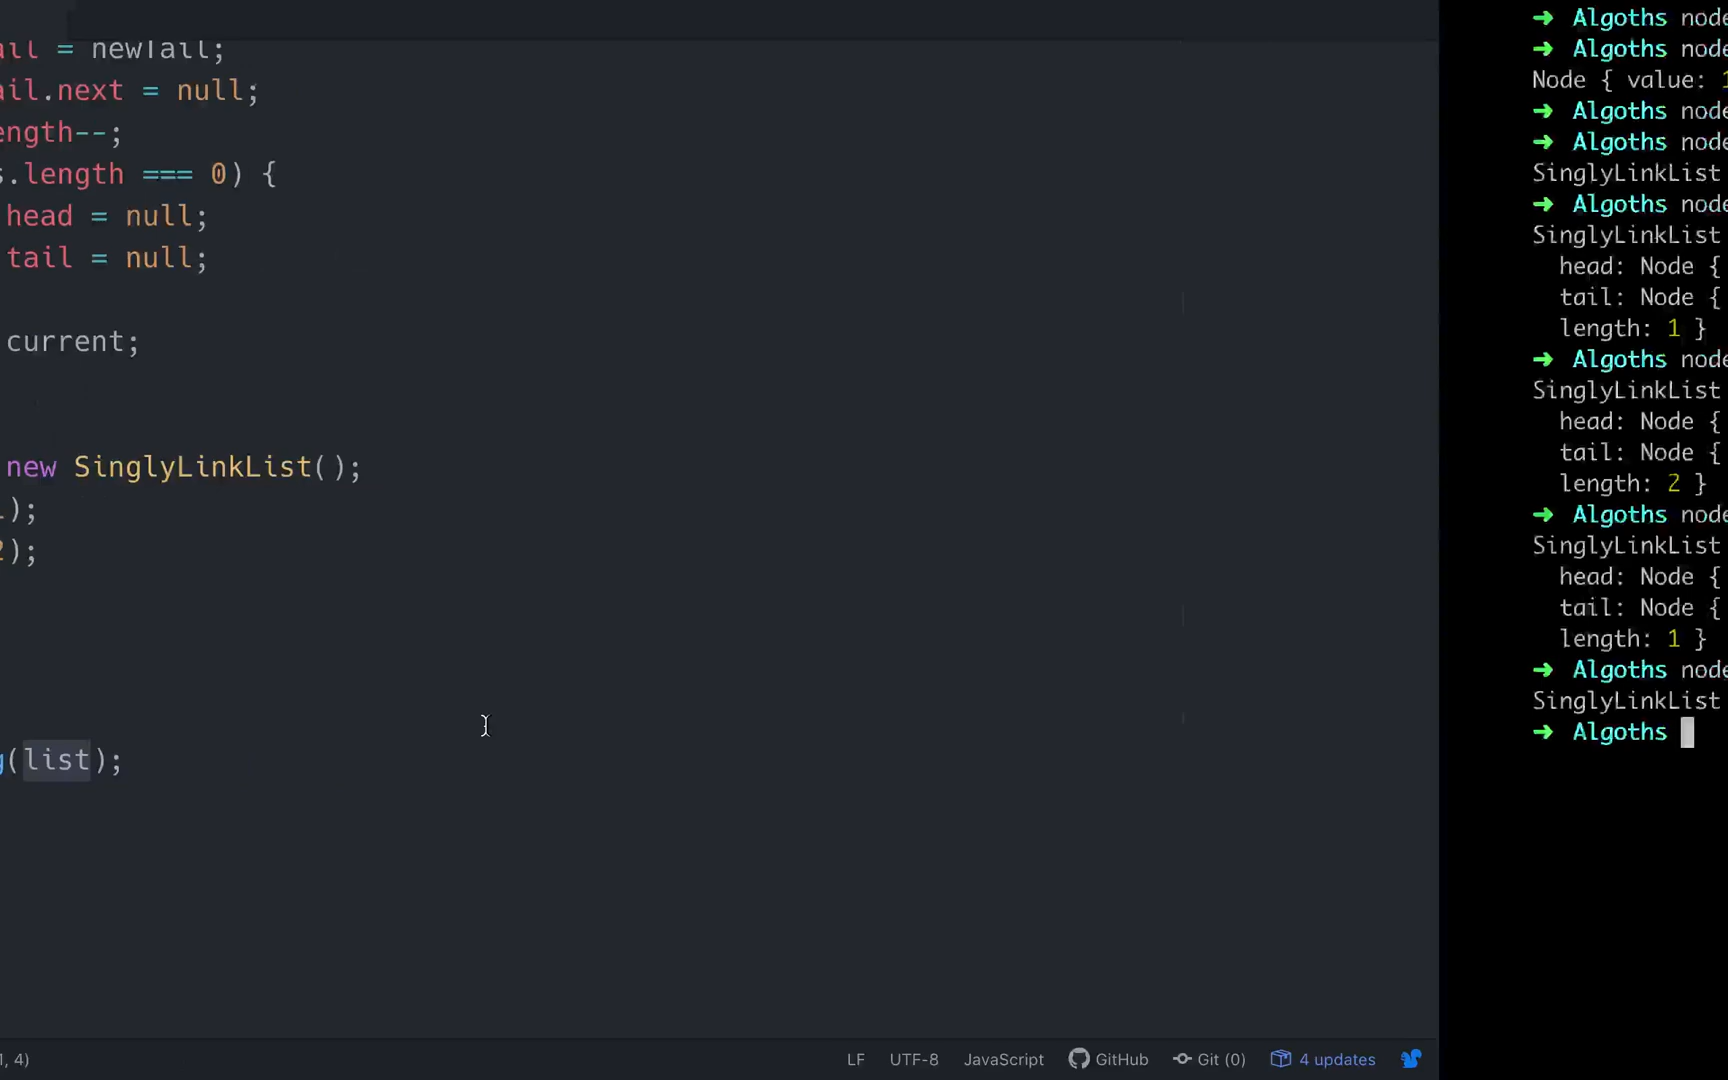 ail = newTail;
ail.next = null;
ength--;
s.length === 0) {
head = null;
tail = null;
current;
new SinglyLinkList();
);
2);
g(list);
, 4)
LF UTF-8 JavaScript GitHub Git (0) 4 updates
➜ Algoths node
➜ Algoths node
Node { value: 1
➜ Algoths node
➜ Algoths node
SinglyLinkList
➜ Algoths node
SinglyLinkList
head: Node {
tail: Node {
length: 1 }
➜ Algoths node
SinglyLinkList
head: Node {
tail: Node {
length: 2 }
➜ Algoths node
SinglyLinkList
head: Node {
tail: Node {
length: 1 }
➜ Algoths node
SinglyLinkList
➜ Algoths